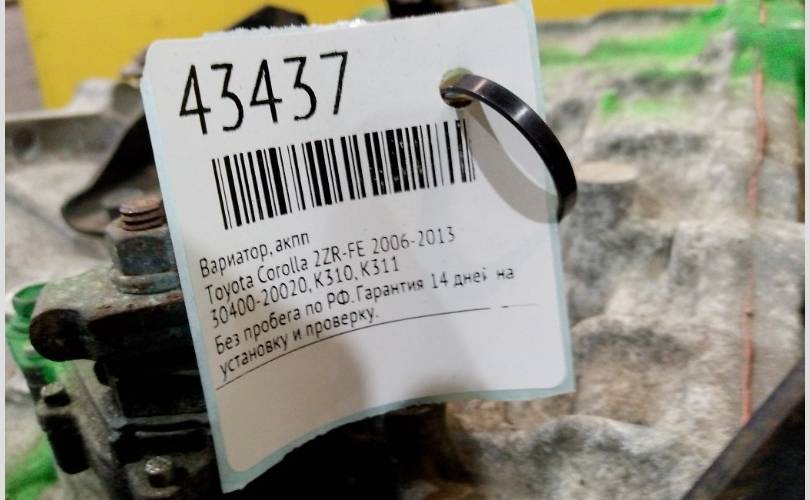 43437
Вариатор, акпп
Toyota Corolla 2ZR-FE 2006-2013
30400-20020, K310, K311
Без пробега по РФ. Гарантия 14 дней на
установку и проверку.